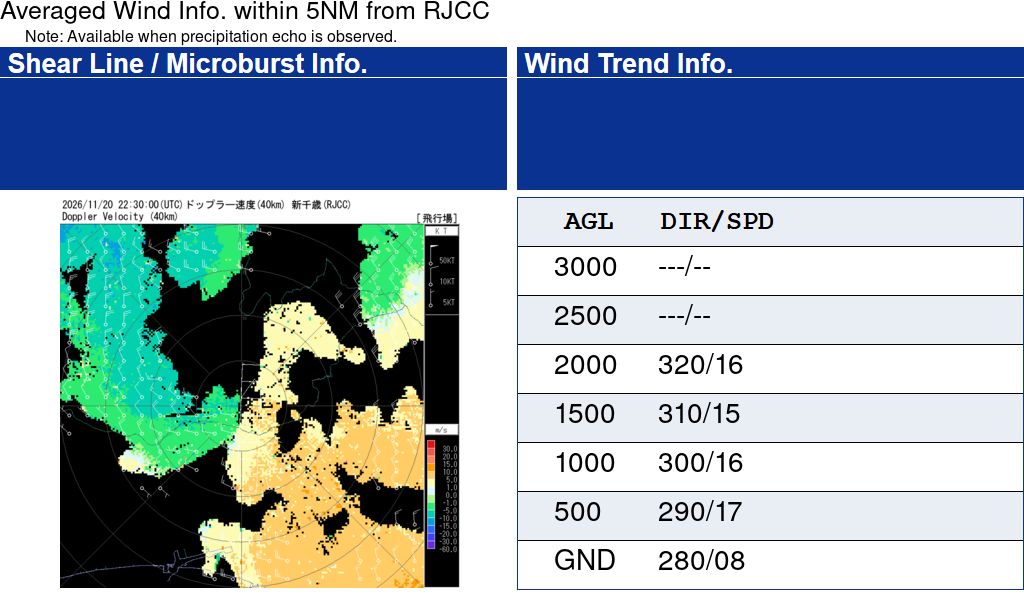 Averaged Wind Info. within 5NM from RJCC
Note: Available when precipitation echo is observed.
Shear Line / Microburst Info.
Wind Trend Info.
2026/11/20 22:30:00(UTC) ドップラー速度(40km) 新千歳(RJCC)
Doppler Velocity (40km)
[飛行場]
KT
50KT
10KT
5KT
m/s
30.0
20.0
15.0
10.0
5.0
1.0
0.0
-1.0
-5.0
-10.0
-15.0
-20.0
-30.0
-60.0
AGL DIR/SPD
3000 ---/--
2500 ---/--
2000 320/16
1500 310/15
1000 300/16
500 290/17
GND 280/08